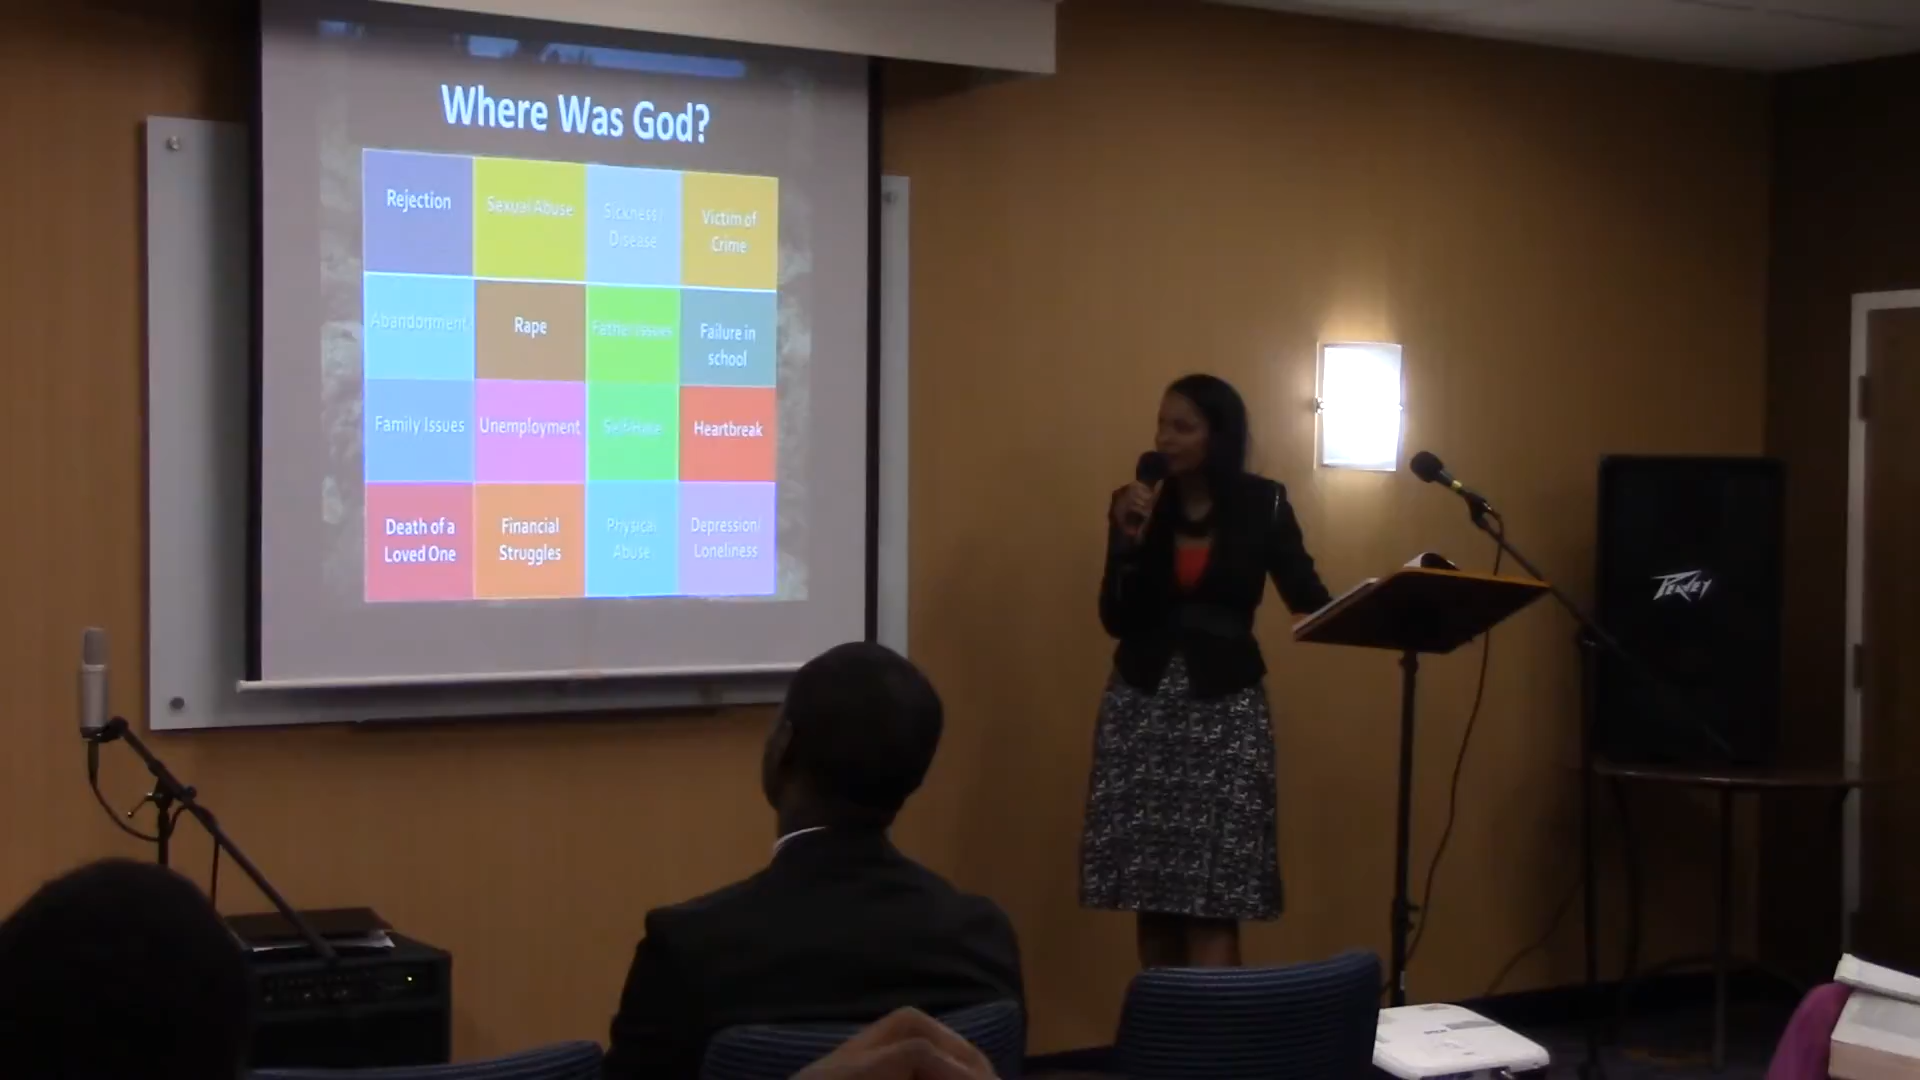 Where Was God?
Rejection
Sexual Abuse
Sickness/
Disease
Victim of
Crime
Abandonment
Rape
Father Issues
Failure in
school
Family Issues
Unemployment
Self-Hate
Heartbreak
Death of a
Loved One
Financial
Struggles
Physical
Abuse
Depression/
Loneliness
PEAVEY